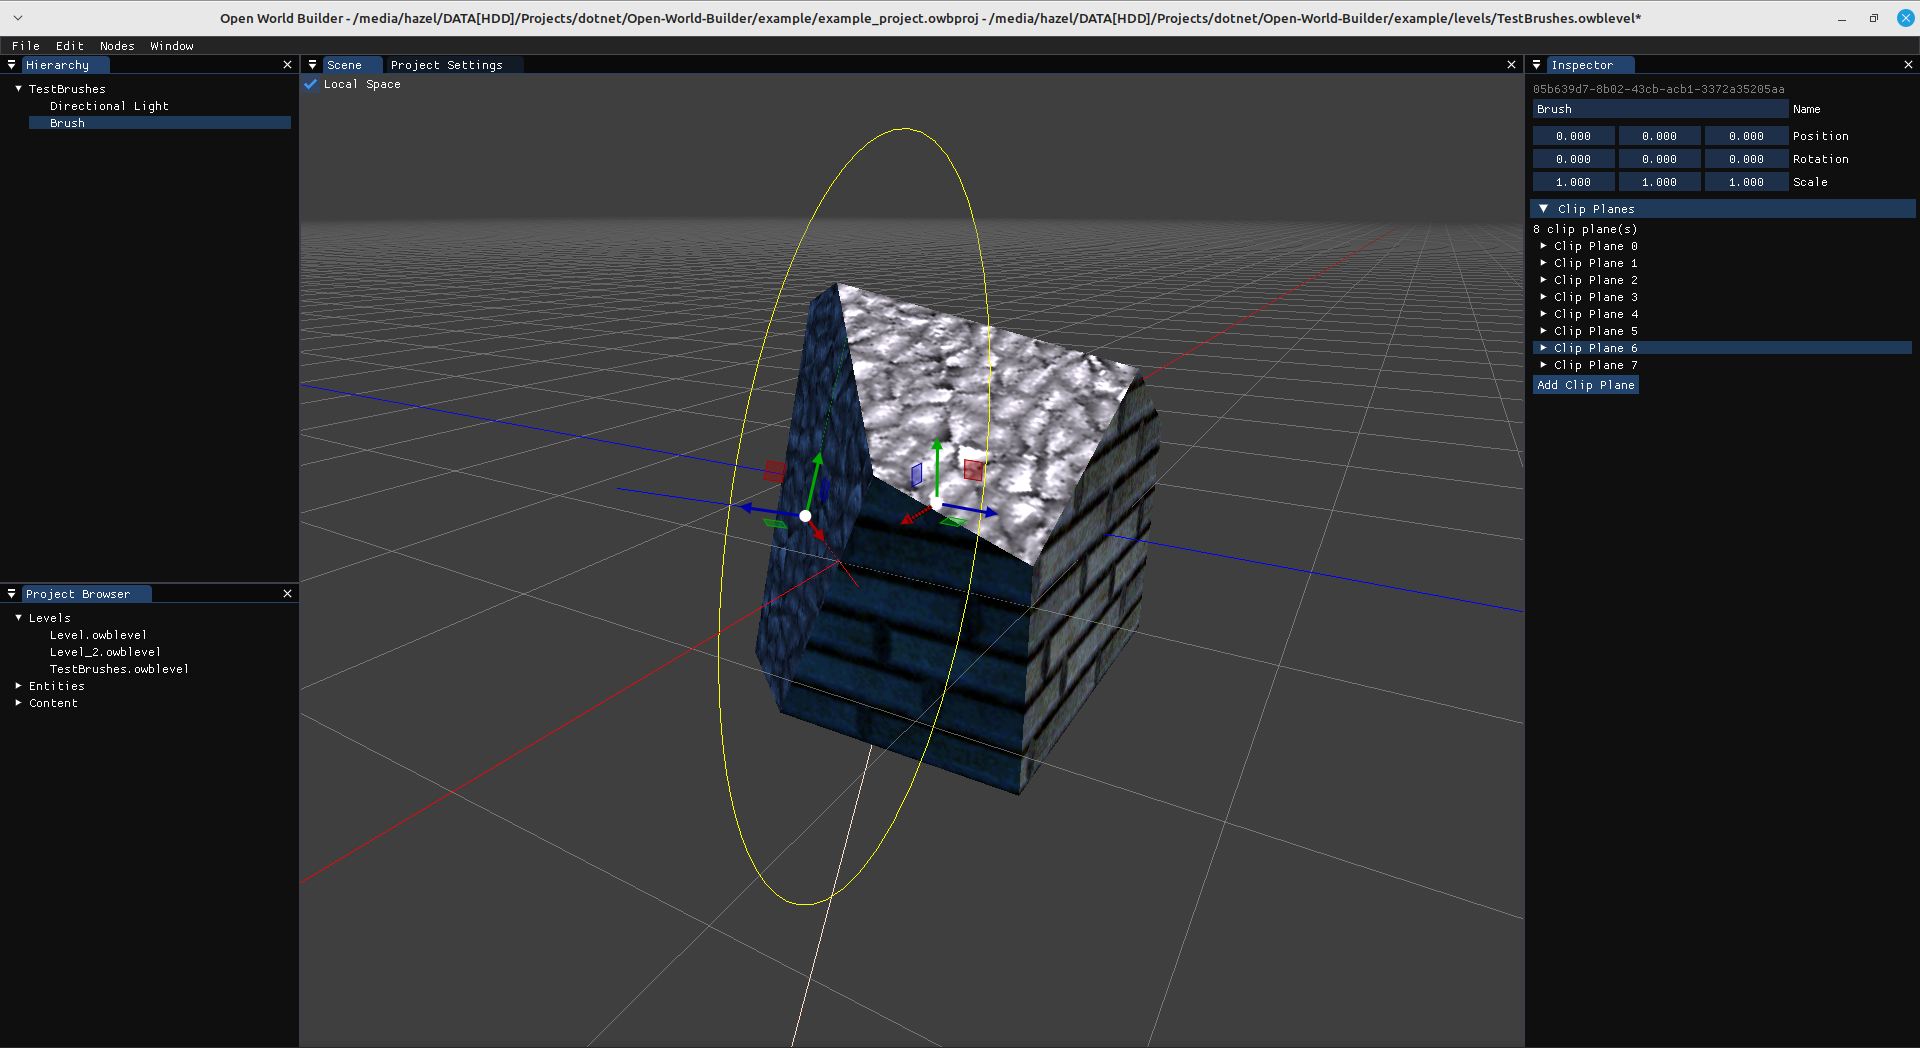 Open World Builder - /media/hazel/DATA[HDD]/Projects/dotnet/Open-World-Builder/example/example_project.owbproj - /media/hazel/DATA[HDD]/Projects/dotnet/Open-World-Builder/example/levels/TestBrushes.owblevel*
File Edit Nodes Window
Hierarchy
TestBrushes
Directional Light
Brush
Project Browser
Levels
Level.owblevel
Level_2.owblevel
TestBrushes.owblevel
Entities
Content
Scene Project Settings
Local Space
Inspector
05b639d7-8b02-43cb-acb1-3372a35205aa
Brush Name
0.000 0.000 0.000 Position
0.000 0.000 0.000 Rotation
1.000 1.000 1.000 Scale
Clip Planes
8 clip plane(s)
Clip Plane 0
Clip Plane 1
Clip Plane 2
Clip Plane 3
Clip Plane 4
Clip Plane 5
Clip Plane 6
Clip Plane 7
Add Clip Plane